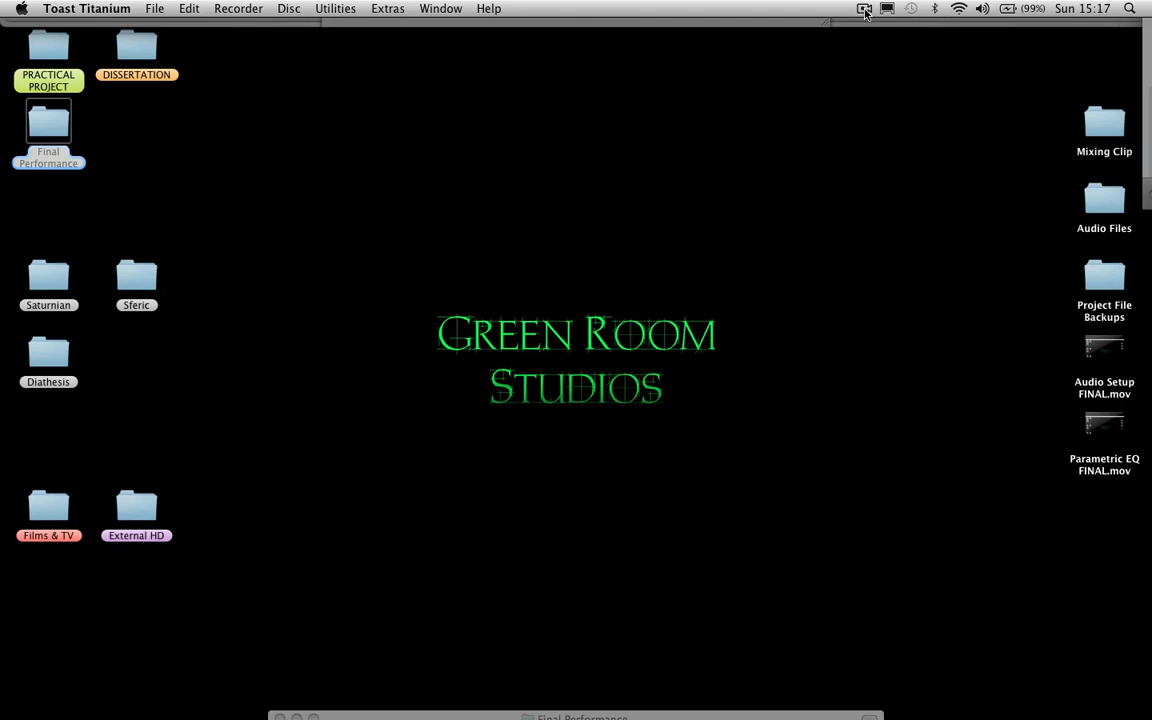 Toast Titanium File Edit Recorder Disc Utilities Extras Window Help (99%) Sun 15:17
PRACTICAL
PROJECT
DISSERTATION
Final
Performance
Mixing Clip
Audio Files
Saturnian
Sferic
Project File
Backups
GREEN ROOM
STUDIOS
Diathesis
Audio Setup
FINAL.mov
Parametric EQ
FINAL.mov
Films & TV
External HD
Final Performance